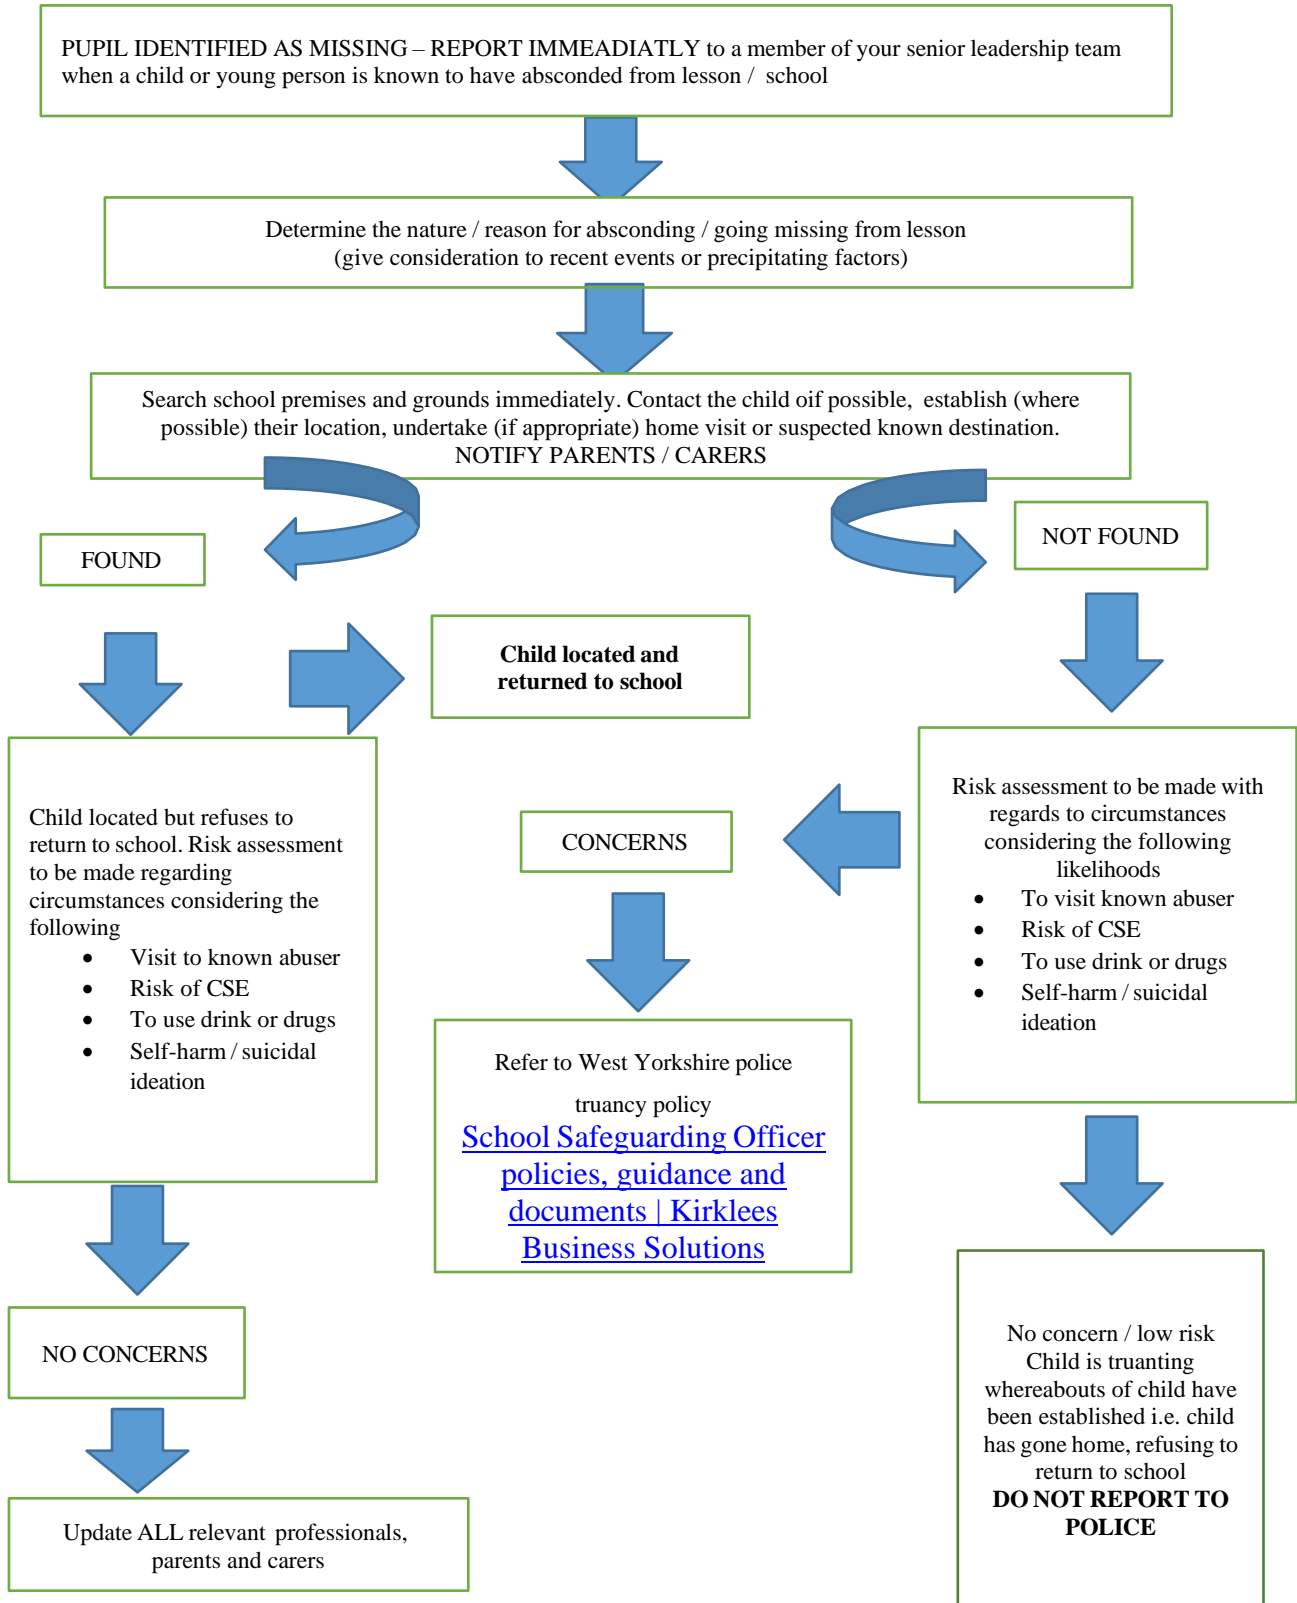 PUPIL IDENTIFIED AS MISSING – REPORT IMMEADIATLY to a member of your senior leadership team
when a child or young person is known to have absconded from lesson / school
Determine the nature / reason for absconding / going missing from lesson
(give consideration to recent events or precipitating factors)
Search school premises and grounds immediately. Contact the child oif possible, establish (where
possible) their location, undertake (if appropriate) home visit or suspected known destination.
NOTIFY PARENTS / CARERS
FOUND
NOT FOUND
Child located and
returned to school
Child located but refuses to
return to school. Risk assessment
to be made regarding
circumstances considering the
following
• Visit to known abuser
• Risk of CSE
• To use drink or drugs
• Self-harm / suicidal
ideation
CONCERNS
Risk assessment to be made with
regards to circumstances
considering the following
likelihoods
• To visit known abuser
• Risk of CSE
• To use drink or drugs
• Self-harm / suicidal
ideation
Refer to West Yorkshire police
truancy policy
School Safeguarding Officer
policies, guidance and
documents | Kirklees
Business Solutions
NO CONCERNS
Update ALL relevant professionals,
parents and carers
No concern / low risk
Child is truanting
whereabouts of child have
been established i.e. child
has gone home, refusing to
return to school
DO NOT REPORT TO
POLICE